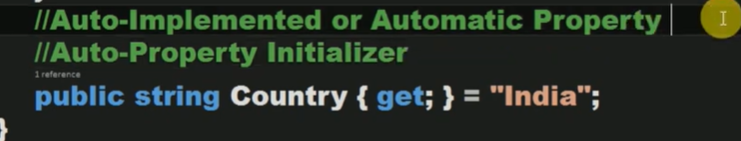 //Auto-Implemented or Automatic Property
//Auto-Property Initializer
1 reference
public string Country { get; } = "India";
}